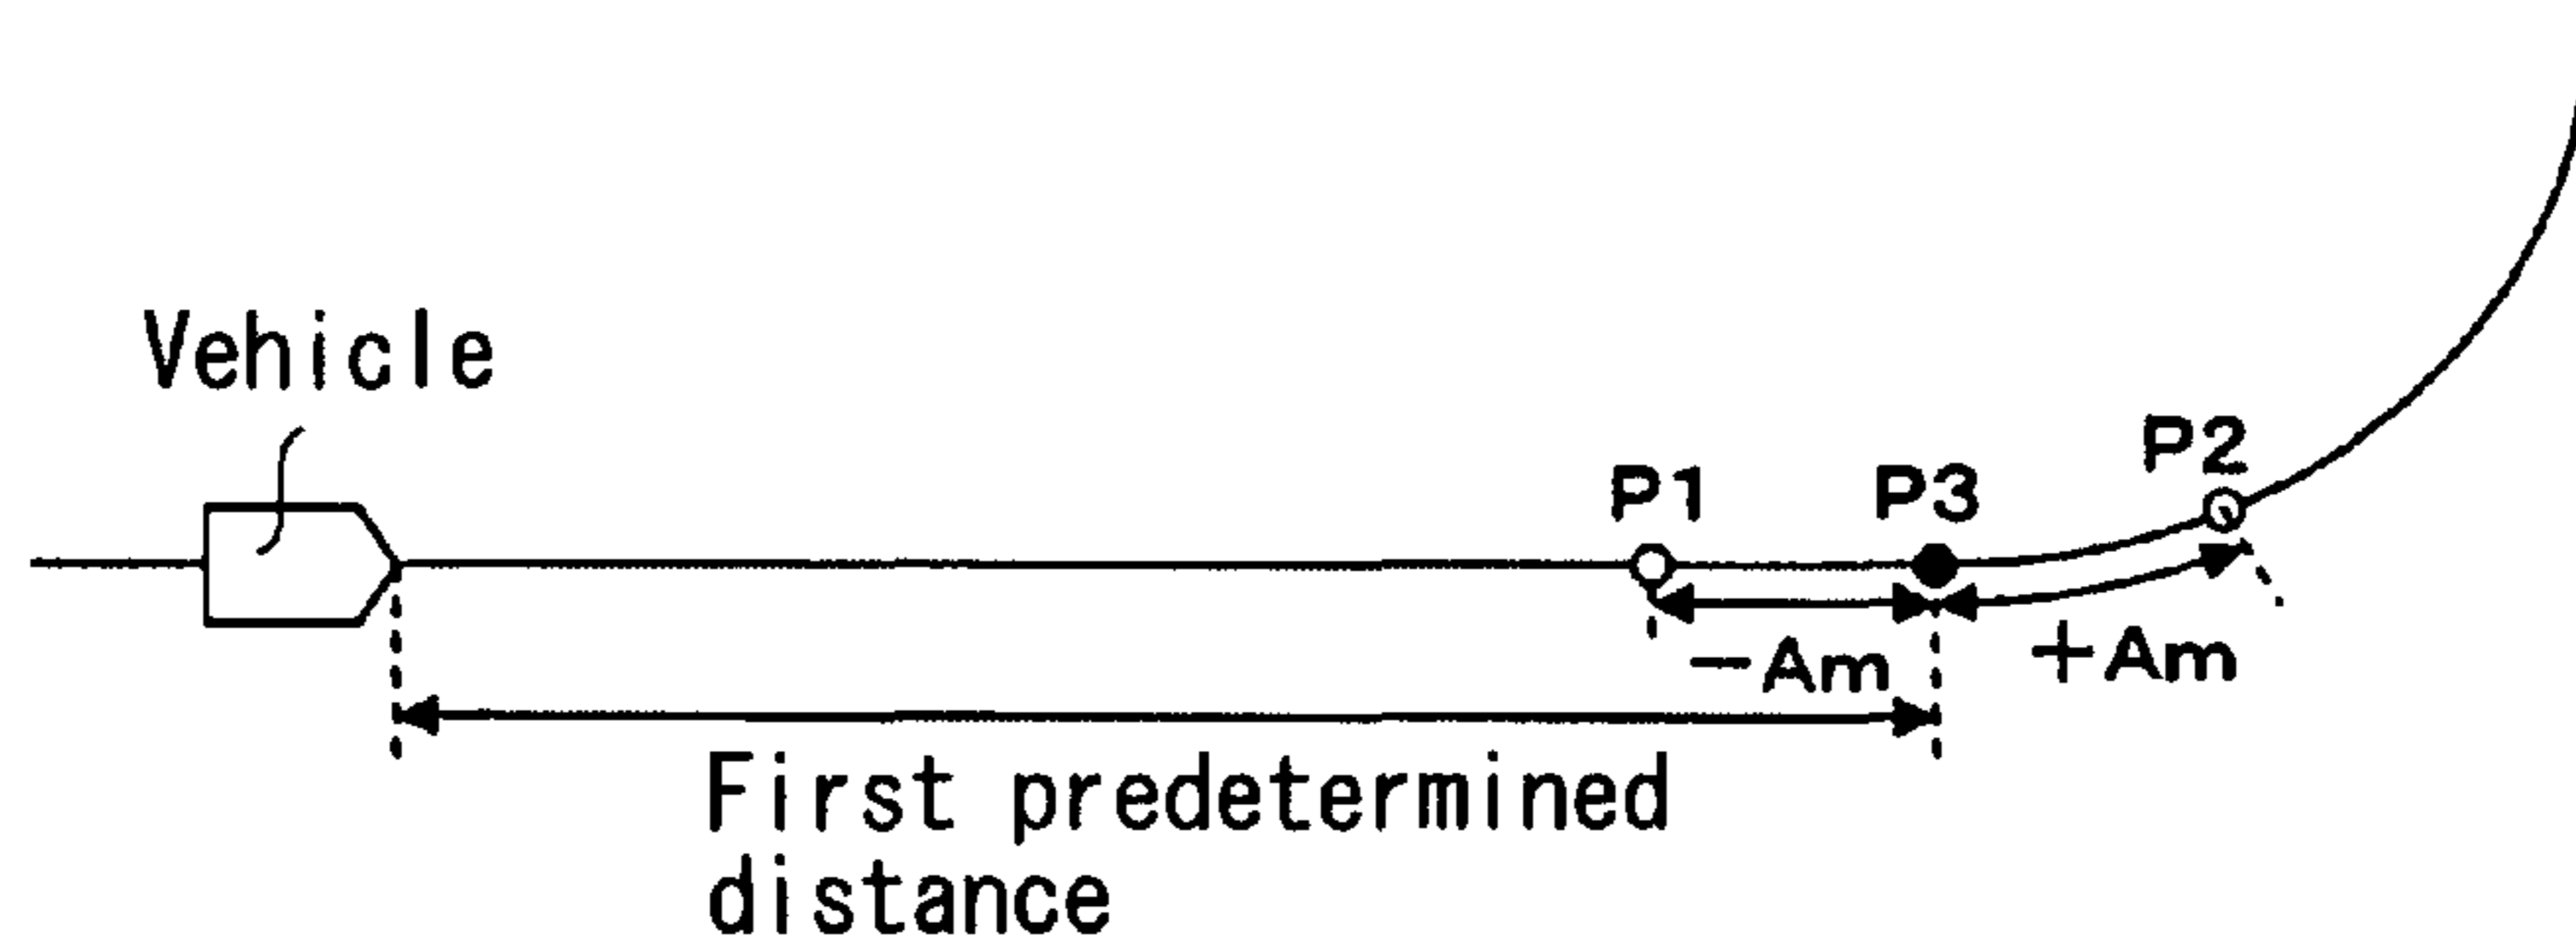 Vehicle
P1
P3
P2
−Am
+Am
First predetermined
distance